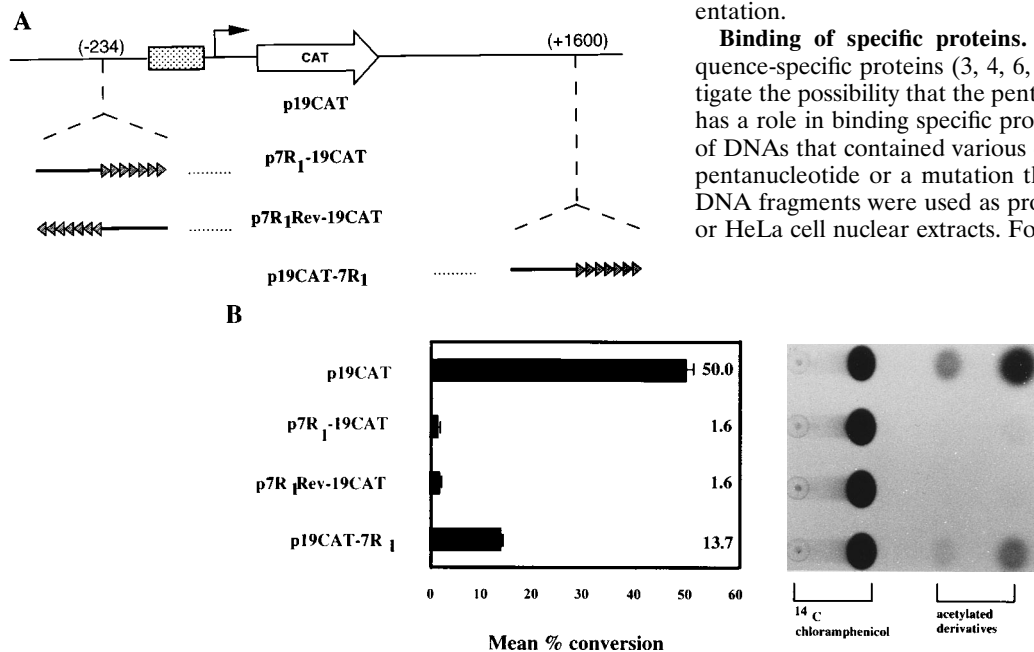 A
(-234)
CAT
(+1600)
p19CAT
p7R1-19CAT
p7R1Rev-19CAT
p19CAT-7R1
entation.
Binding of specific proteins.
quence-specific proteins (3, 4, 6,
tigate the possibility that the pent
has a role in binding specific pro
of DNAs that contained various
pentanucleotide or a mutation th
DNA fragments were used as pro
or HeLa cell nuclear extracts. Fo
B
p19CAT 50.0
p7R1-19CAT 1.6
p7R1Rev-19CAT 1.6
p19CAT-7R1 13.7
0 10 20 30 40 50 60
Mean % conversion
14 C
chloramphenicol
acetylated
derivatives